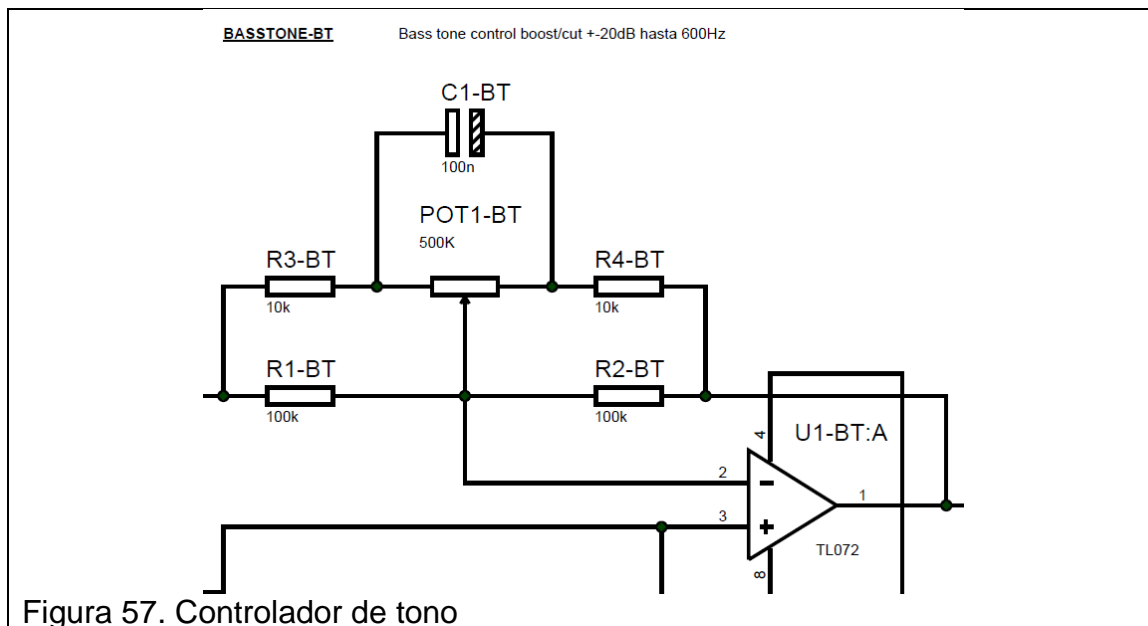 BASSTONE-BT Bass tone control boost/cut +-20dB hasta 600Hz
C1-BT
100n
POT1-BT
500K
R3-BT
10k
R4-BT
10k
R1-BT
100k
R2-BT
100k
U1-BT:A
4
2
3
1
8
TL072
Figura 57. Controlador de tono